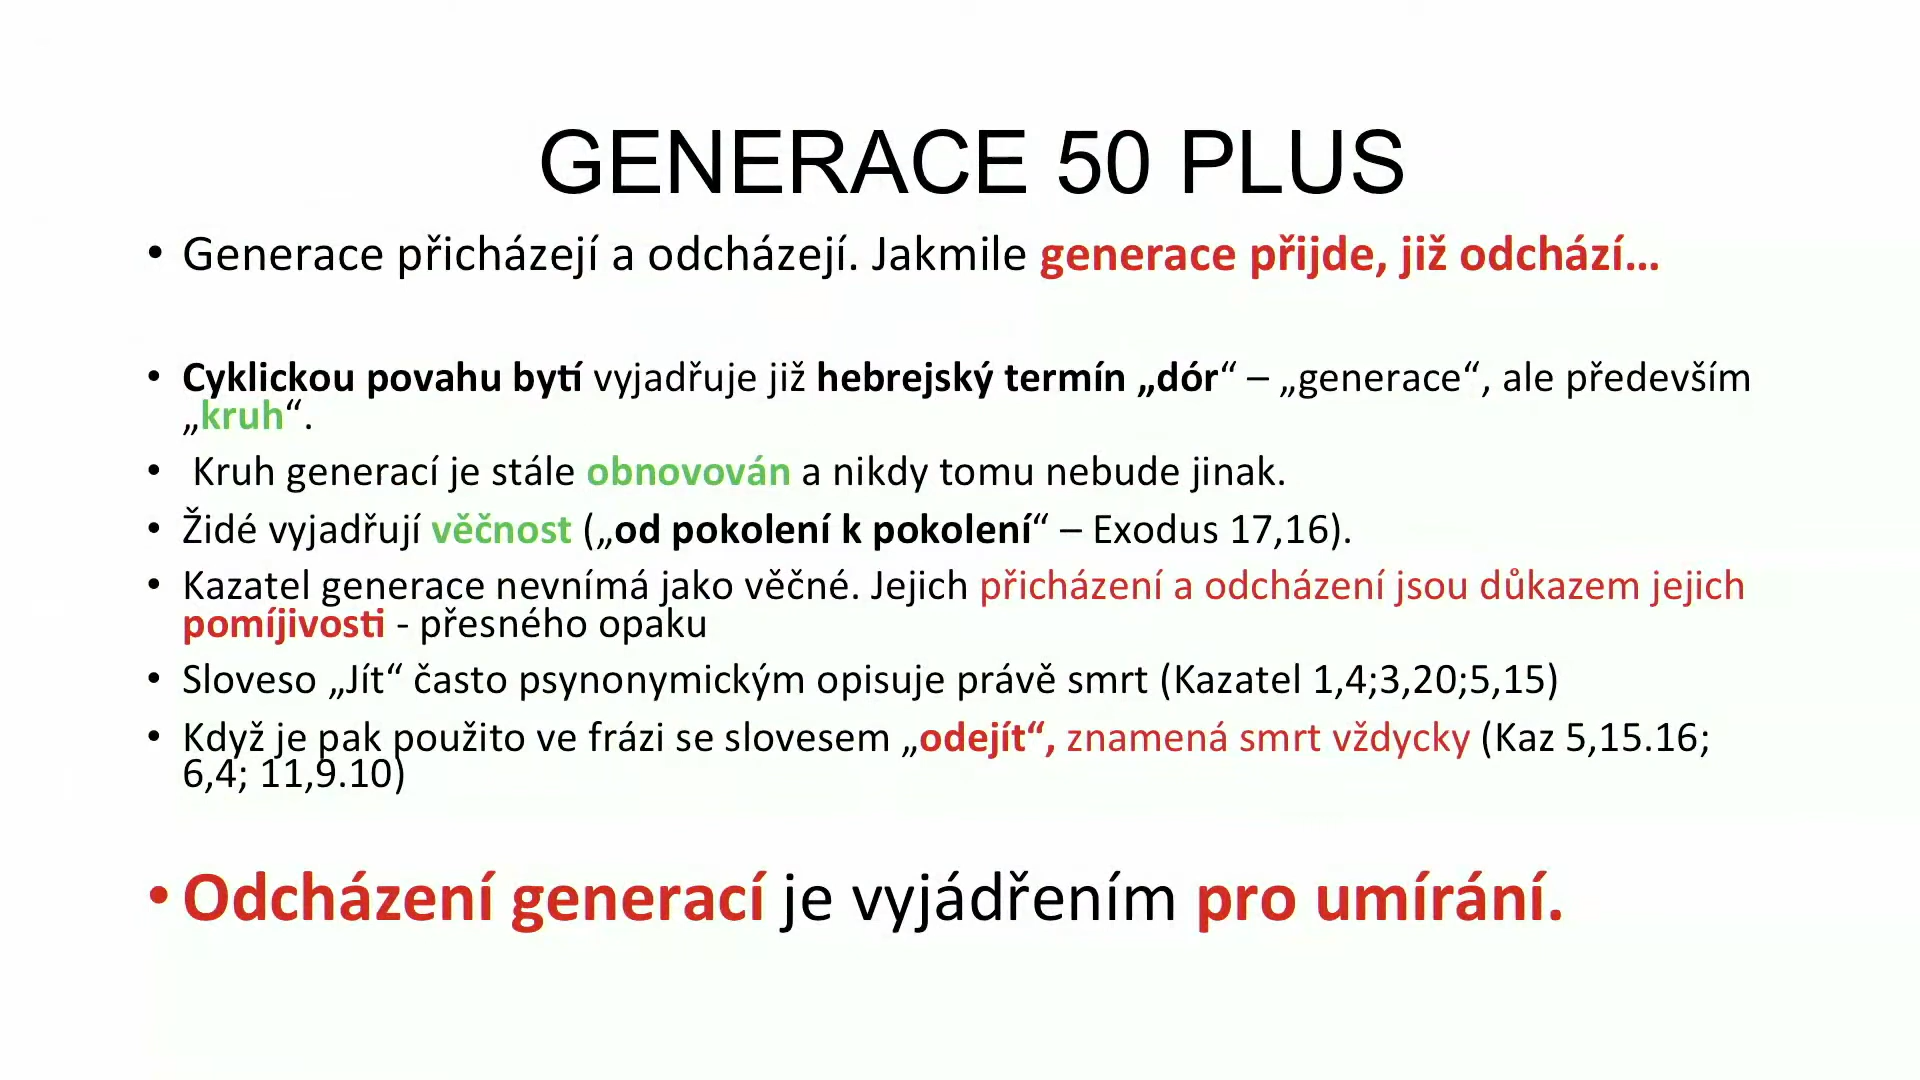 GENERACE 50 PLUS
• Generace přicházejí a odcházejí. Jakmile generace přijde, již odchází…
• Cyklickou povahu bytí vyjadřuje již hebrejský termín „dór“ – „generace“, ale především
„kruh“.
• Kruh generací je stále obnovován a nikdy tomu nebude jinak.
• Židé vyjadřují věčnost („od pokolení k pokolení“ – Exodus 17,16).
• Kazatel generace nevnímá jako věčné. Jejich přicházení a odcházení jsou důkazem jejich
pomíjivosti - přesného opaku
• Sloveso „Jít“ často psynonymickým opisuje právě smrt (Kazatel 1,4;3,20;5,15)
• Když je pak použito ve frázi se slovesem „odejít“, znamená smrt vždycky (Kaz 5,15.16;
6,4; 11,9.10)
• Odcházení generací je vyjádřením pro umírání.